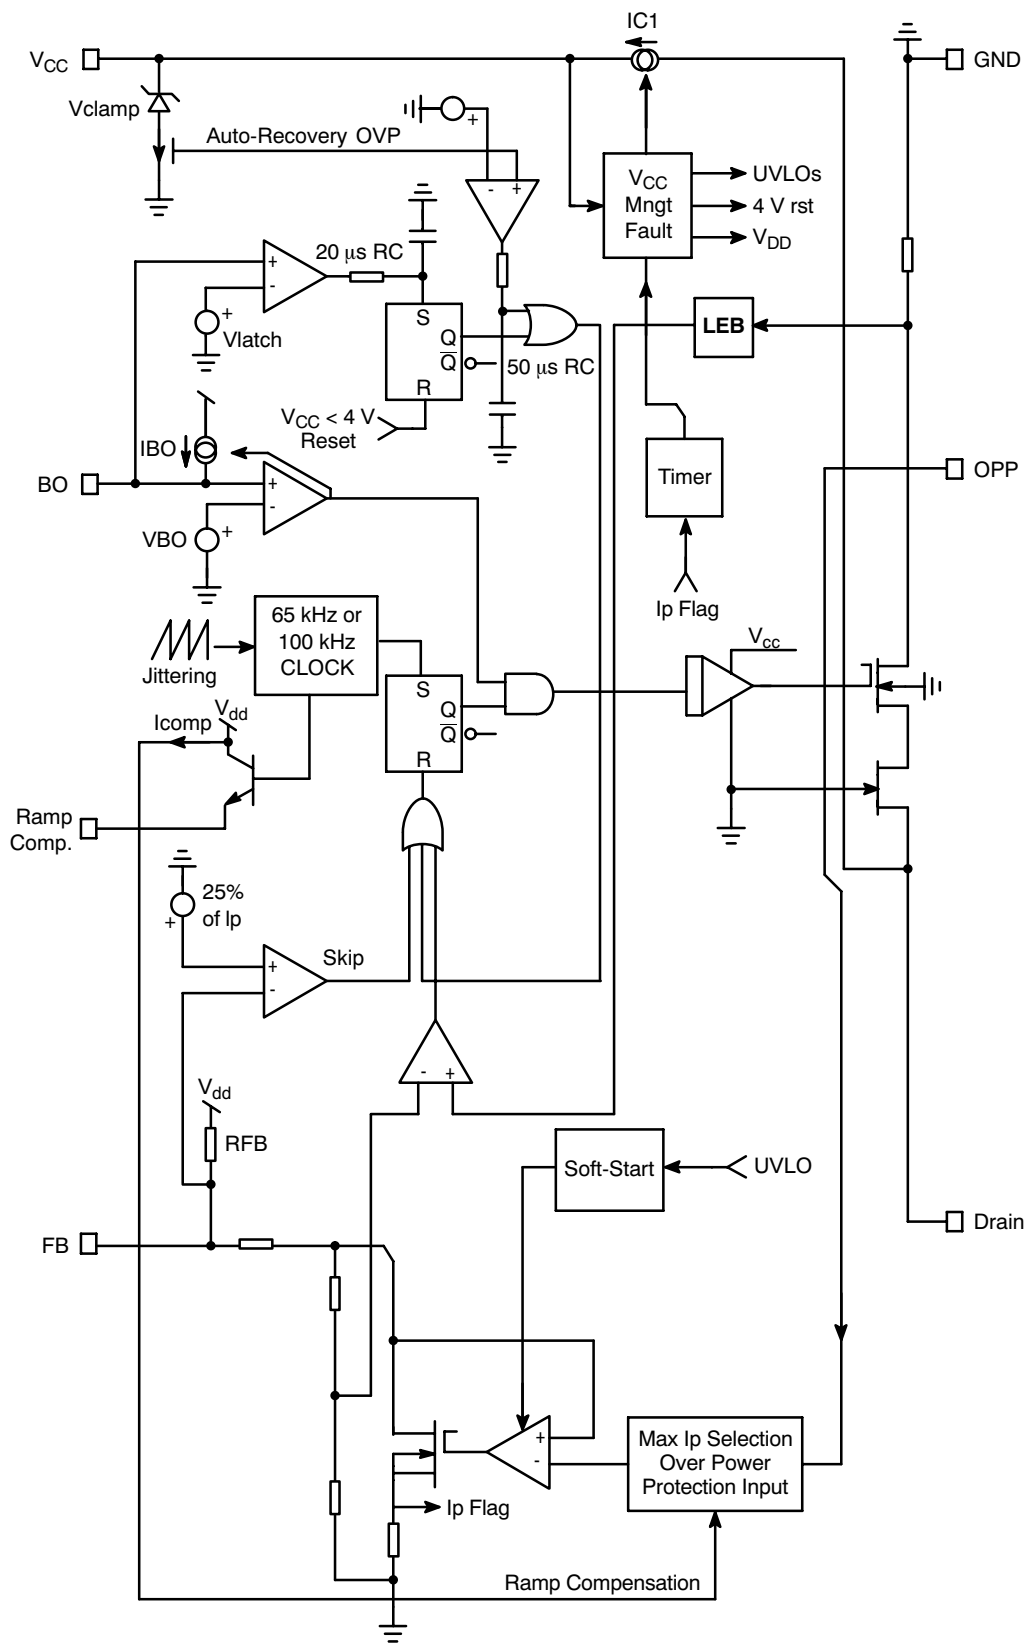 IC1
VCC
GND
Vclamp
+
Auto-Recovery OVP
- +
VCC
Mngt
Fault
UVLOs
4 V rst
VDD
20 µs RC
+
-
+
Vlatch
S
Q
Q
R
50 µs RC
LEB
VCC < 4 V
Reset
IBO
BO
+
-
VBO
+
OPP
Timer
Ip Flag
65 kHz or
100 kHz
CLOCK
Jittering
Vcc
S
Q
Q
R
Icomp
Vdd
Ramp
Comp.
25%
of Ip
+
+
-
Skip
- +
Vdd
RFB
Soft-Start
UVLO
Drain
FB
+
-
Max Ip Selection
Over Power
Protection Input
Ip Flag
Ramp Compensation